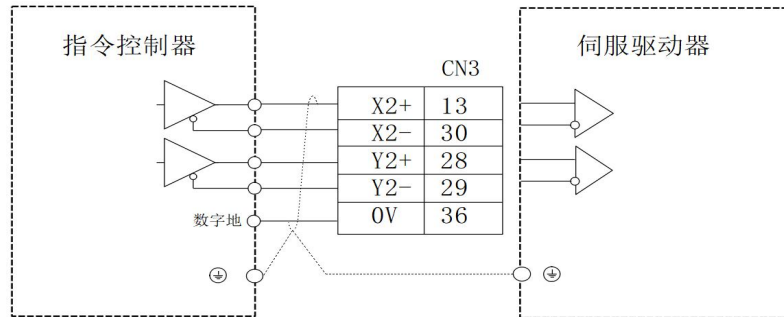 指令控制器
伺服驱动器
CN3
X2+ 13
X2- 30
Y2+ 28
Y2- 29
数字地 0V 36